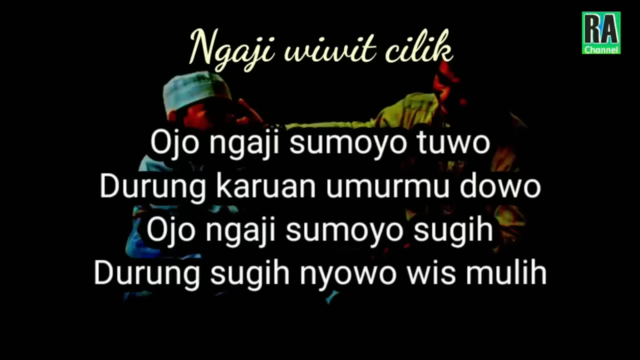 Ngaji wiwit cilik
RA
Channel
Ojo ngaji sumoyo tuwo
Durung karuan umurmu dowo
Ojo ngaji sumoyo sugih
Durung sugih nyowo wis mulih